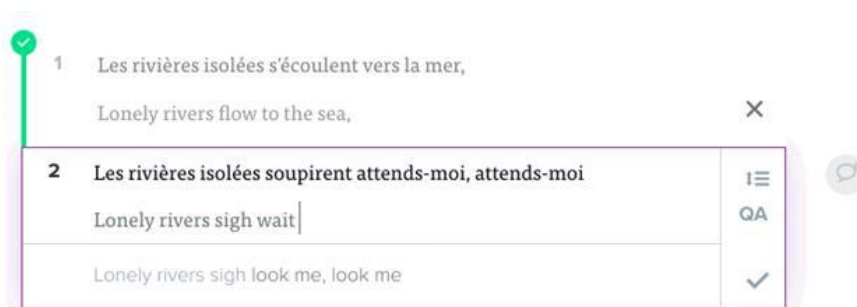 1 Les rivières isolées s'écoulent vers la mer,
Lonely rivers flow to the sea,
2 Les rivières isolées soupirent attends-moi, attends-moi
Lonely rivers sigh wait
QA
Lonely rivers sigh look me, look me